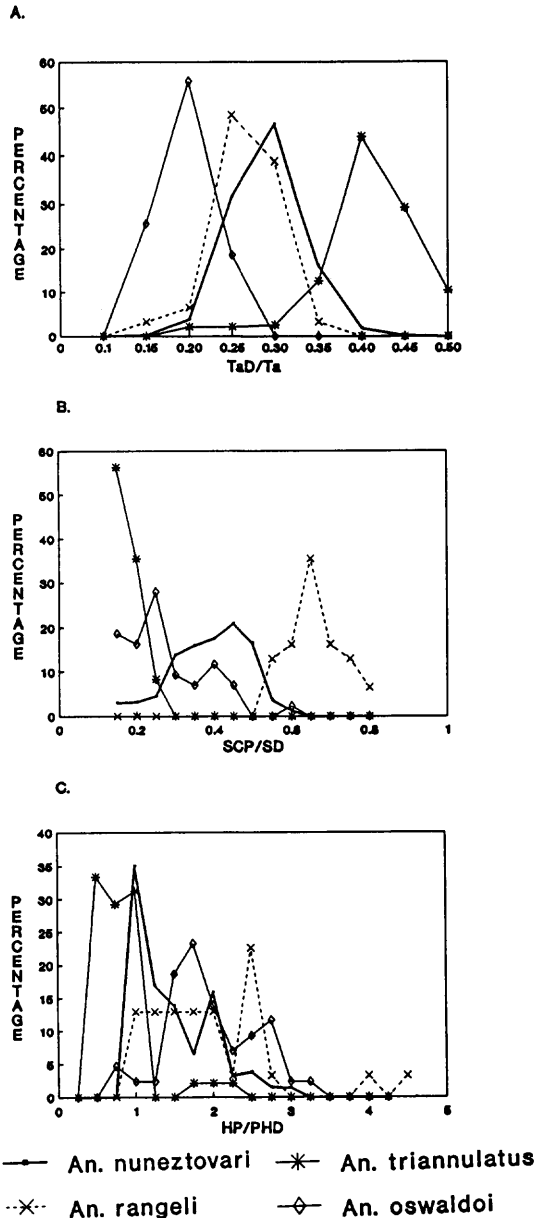 A.
PERCENTAGE
60
50
40
30
20
10
0
0 0.1 0.15 0.20 0.25 0.30 0.35 0.40 0.45 0.50
TaD/Ta
B.
PERCENTAGE
60
50
40
30
20
10
0
0 0.2 0.4 0.6 0.8 1
SCP/SD
C.
PERCENTAGE
40
35
30
25
20
15
10
5
0
0 1 2 3 4 5
HP/PHD
An. nuneztovari An. triannulatus
An. rangeli An. oswaldoi